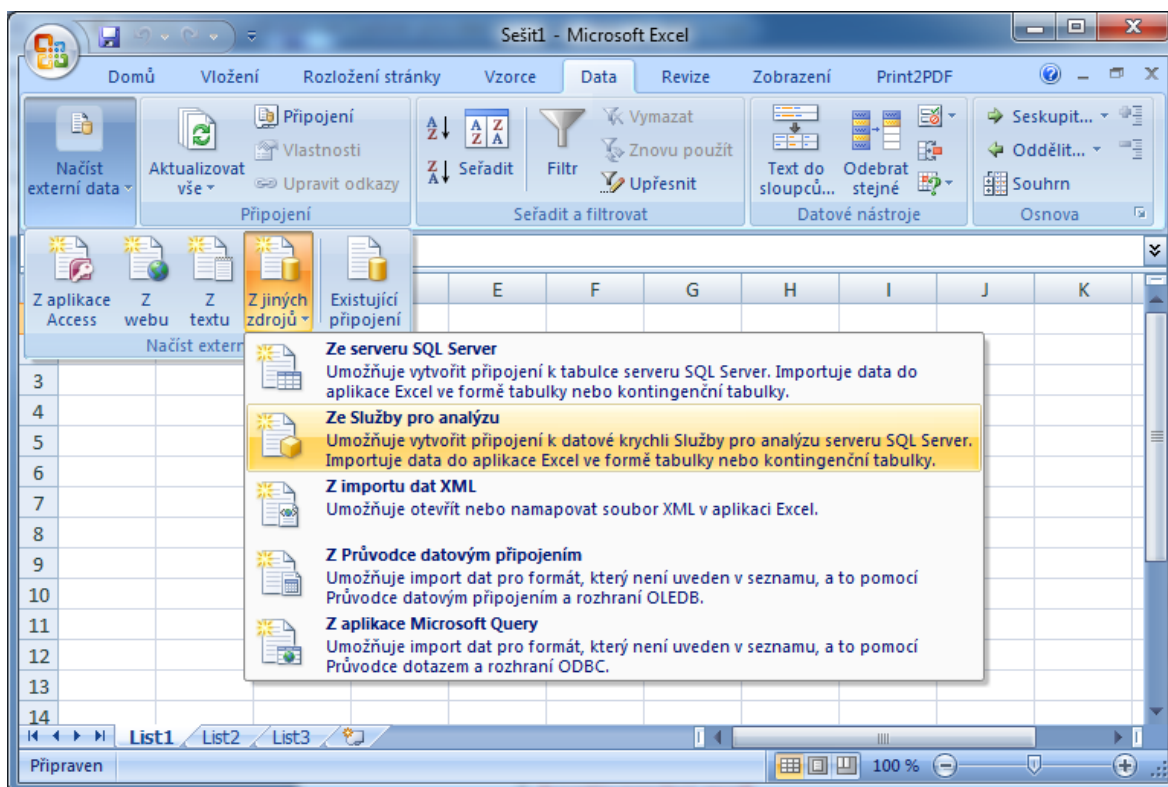 Sešit1 - Microsoft Excel
Domů Vložení Rozložení stránky Vzorce Data Revize Zobrazení Print2PDF
Načíst externí data
Aktualizovat vše
Připojení
Vlastnosti
Upravit odkazy
Připojení
Seřadit
Filtr
Vymazat
Znovu použít
Upřesnit
Seřadit a filtrovat
Text do sloupců...
Odebrat stejné
Datové nástroje
Seskupit...
Oddělit...
Souhrn
Osnova
Z aplikace Access
Z webu
Z textu
Z jiných zdrojů
Existující připojení
Načíst extern
E F G H I J K
Ze serveru SQL Server
Umožňuje vytvořit připojení k tabulce serveru SQL Server. Importuje data do
aplikace Excel ve formě tabulky nebo kontingenční tabulky.
Ze Služby pro analýzu
Umožňuje vytvořit připojení k datové krychli Služby pro analýzu serveru SQL Server.
Importuje data do aplikace Excel ve formě tabulky nebo kontingenční tabulky.
Z importu dat XML
Umožňuje otevřít nebo namapovat soubor XML v aplikaci Excel.
Z Průvodce datovým připojením
Umožňuje import dat pro formát, který není uveden v seznamu, a to pomocí
Průvodce datovým připojením a rozhraní OLEDB.
Z aplikace Microsoft Query
Umožňuje import dat pro formát, který není uveden v seznamu, a to pomocí
Průvodce dotazem a rozhraní ODBC.
3
4
5
6
7
8
9
10
11
12
13
14
List1 List2 List3
Připraven
100 %